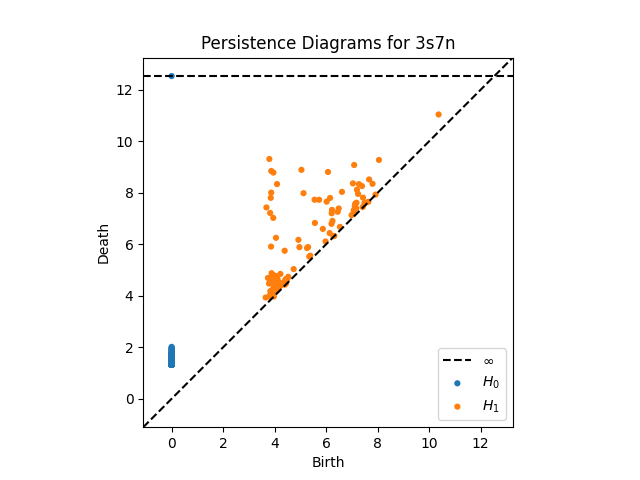 Persistence Diagrams for 3s7n
Death
12
10
8
6
4
2
0
0 2 4 6 8 10 12
Birth
∞
H₀
H₁